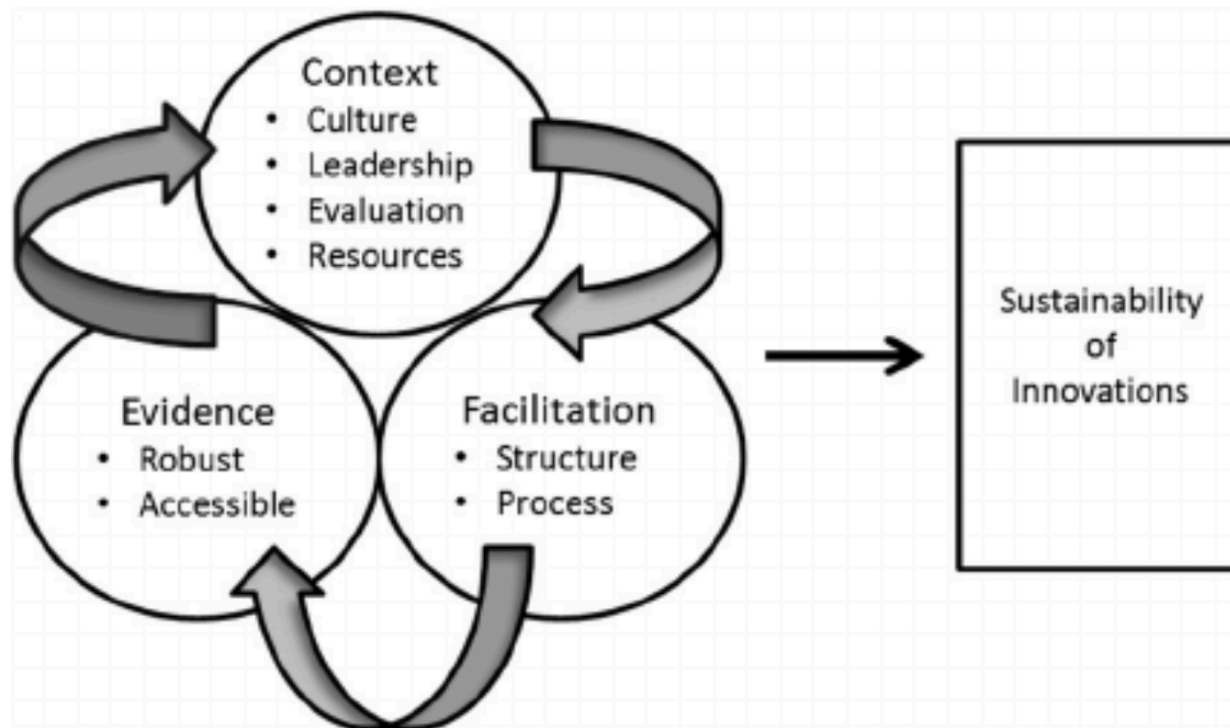 Context
• Culture
• Leadership
• Evaluation
• Resources
Evidence
• Robust
• Accessible
Facilitation
• Structure
• Process
Sustainability
of
Innovations